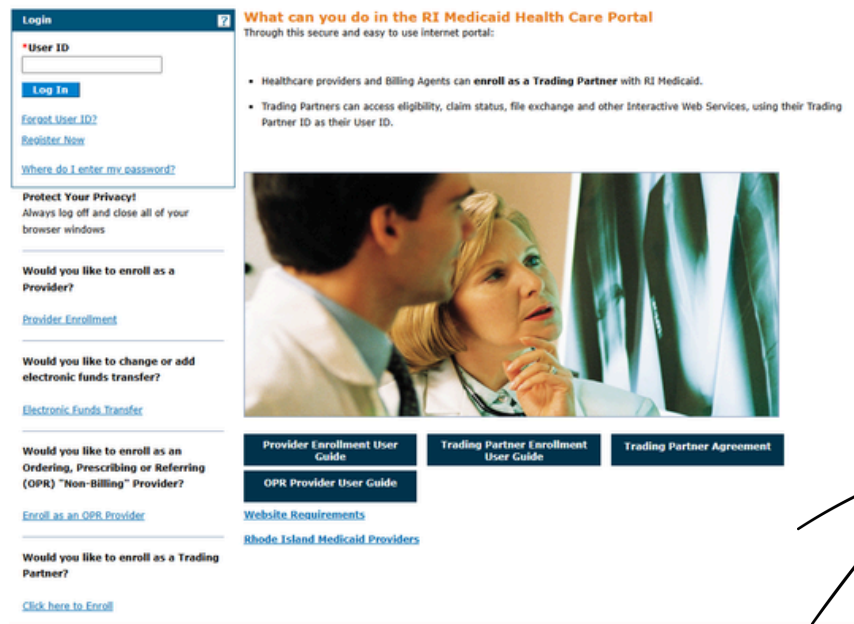 Login ?
*User ID
Log In
Forgot User ID?
Register Now
Where do I enter my password?
Protect Your Privacy!
Always log off and close all of your
browser windows
Would you like to enroll as a
Provider?
Provider Enrollment
Would you like to change or add
electronic funds transfer?
Electronic Funds Transfer
Would you like to enroll as an
Ordering, Prescribing or Referring
(OPR) "Non-Billing" Provider?
Enroll as an OPR Provider
Would you like to enroll as a Trading
Partner?
Click here to Enroll
What can you do in the RI Medicaid Health Care Portal
Through this secure and easy to use internet portal:
• Healthcare providers and Billing Agents can enroll as a Trading Partner with RI Medicaid.
• Trading Partners can access eligibility, claim status, file exchange and other Interactive Web Services, using their Trading
Partner ID as their User ID.
Provider Enrollment User
Guide
Trading Partner Enrollment
User Guide
Trading Partner Agreement
OPR Provider User Guide
Website Requirements
Rhode Island Medicaid Providers